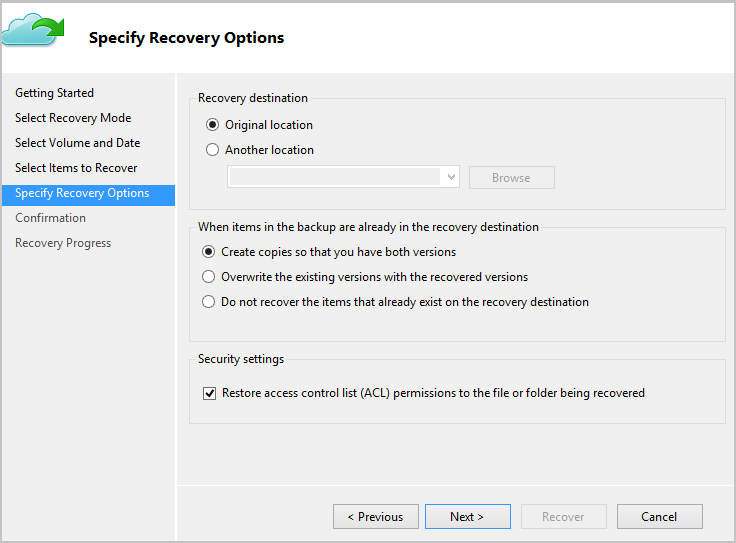 Specify Recovery Options
Getting Started
Select Recovery Mode
Select Volume and Date
Select Items to Recover
Specify Recovery Options
Confirmation
Recovery Progress
Recovery destination
Original location
Another location
Browse
When items in the backup are already in the recovery destination
Create copies so that you have both versions
Overwrite the existing versions with the recovered versions
Do not recover the items that already exist on the recovery destination
Security settings
Restore access control list (ACL) permissions to the file or folder being recovered
< Previous
Next >
Recover
Cancel